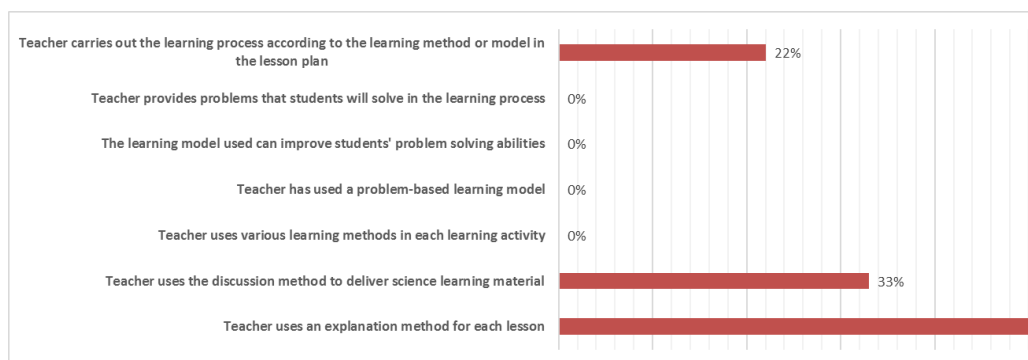 Teacher carries out the learning process according to the learning method or model in
the lesson plan
22%
Teacher provides problems that students will solve in the learning process
0%
The learning model used can improve students' problem solving abilities
0%
Teacher has used a problem-based learning model
0%
Teacher uses various learning methods in each learning activity
0%
Teacher uses the discussion method to deliver science learning material
33%
Teacher uses an explanation method for each lesson